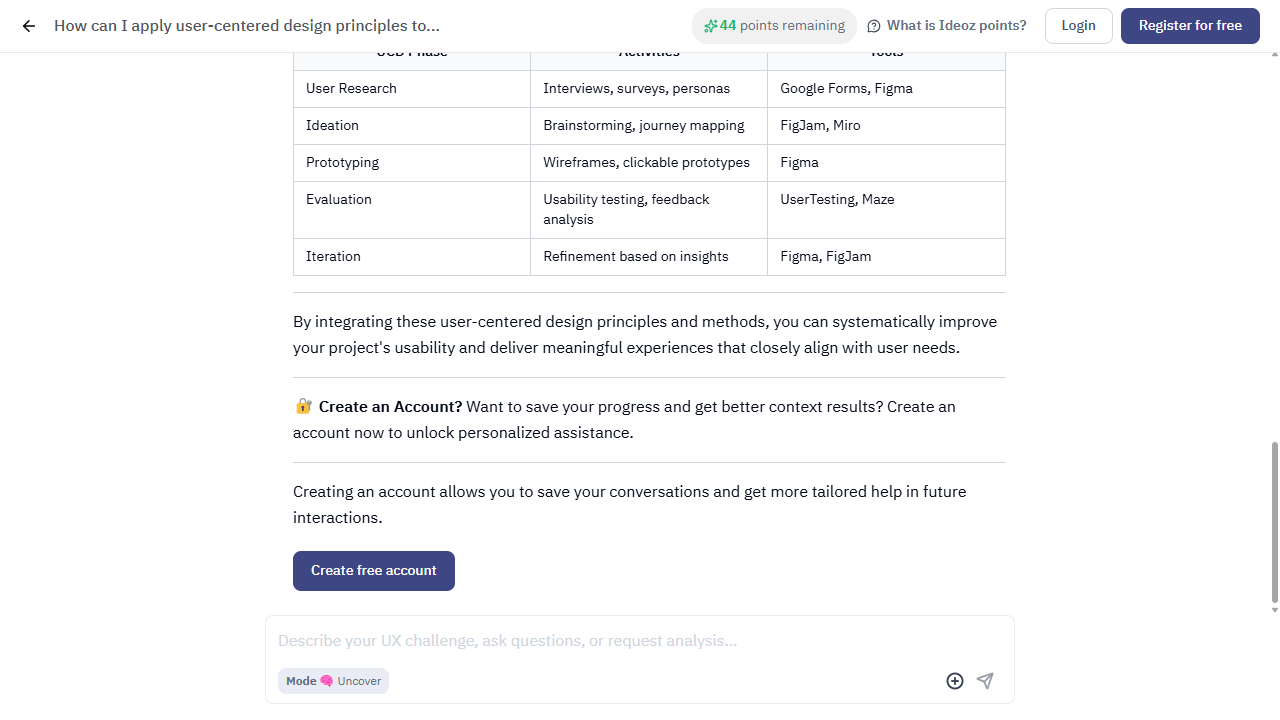 How can I apply user-centered design principles to...
44 points remaining
What is Ideoz points?
Login
Register for free
UCD Phase Activities Tools
User Research Interviews, surveys, personas Google Forms, Figma
Ideation Brainstorming, journey mapping FigJam, Miro
Prototyping Wireframes, clickable prototypes Figma
Evaluation Usability testing, feedback UserTesting, Maze
analysis
Iteration Refinement based on insights Figma, FigJam
By integrating these user-centered design principles and methods, you can systematically improve
your project's usability and deliver meaningful experiences that closely align with user needs.
🔐 Create an Account? Want to save your progress and get better context results? Create an
account now to unlock personalized assistance.
Creating an account allows you to save your conversations and get more tailored help in future
interactions.
Create free account
Describe your UX challenge, ask questions, or request analysis...
Mode 🧠 Uncover